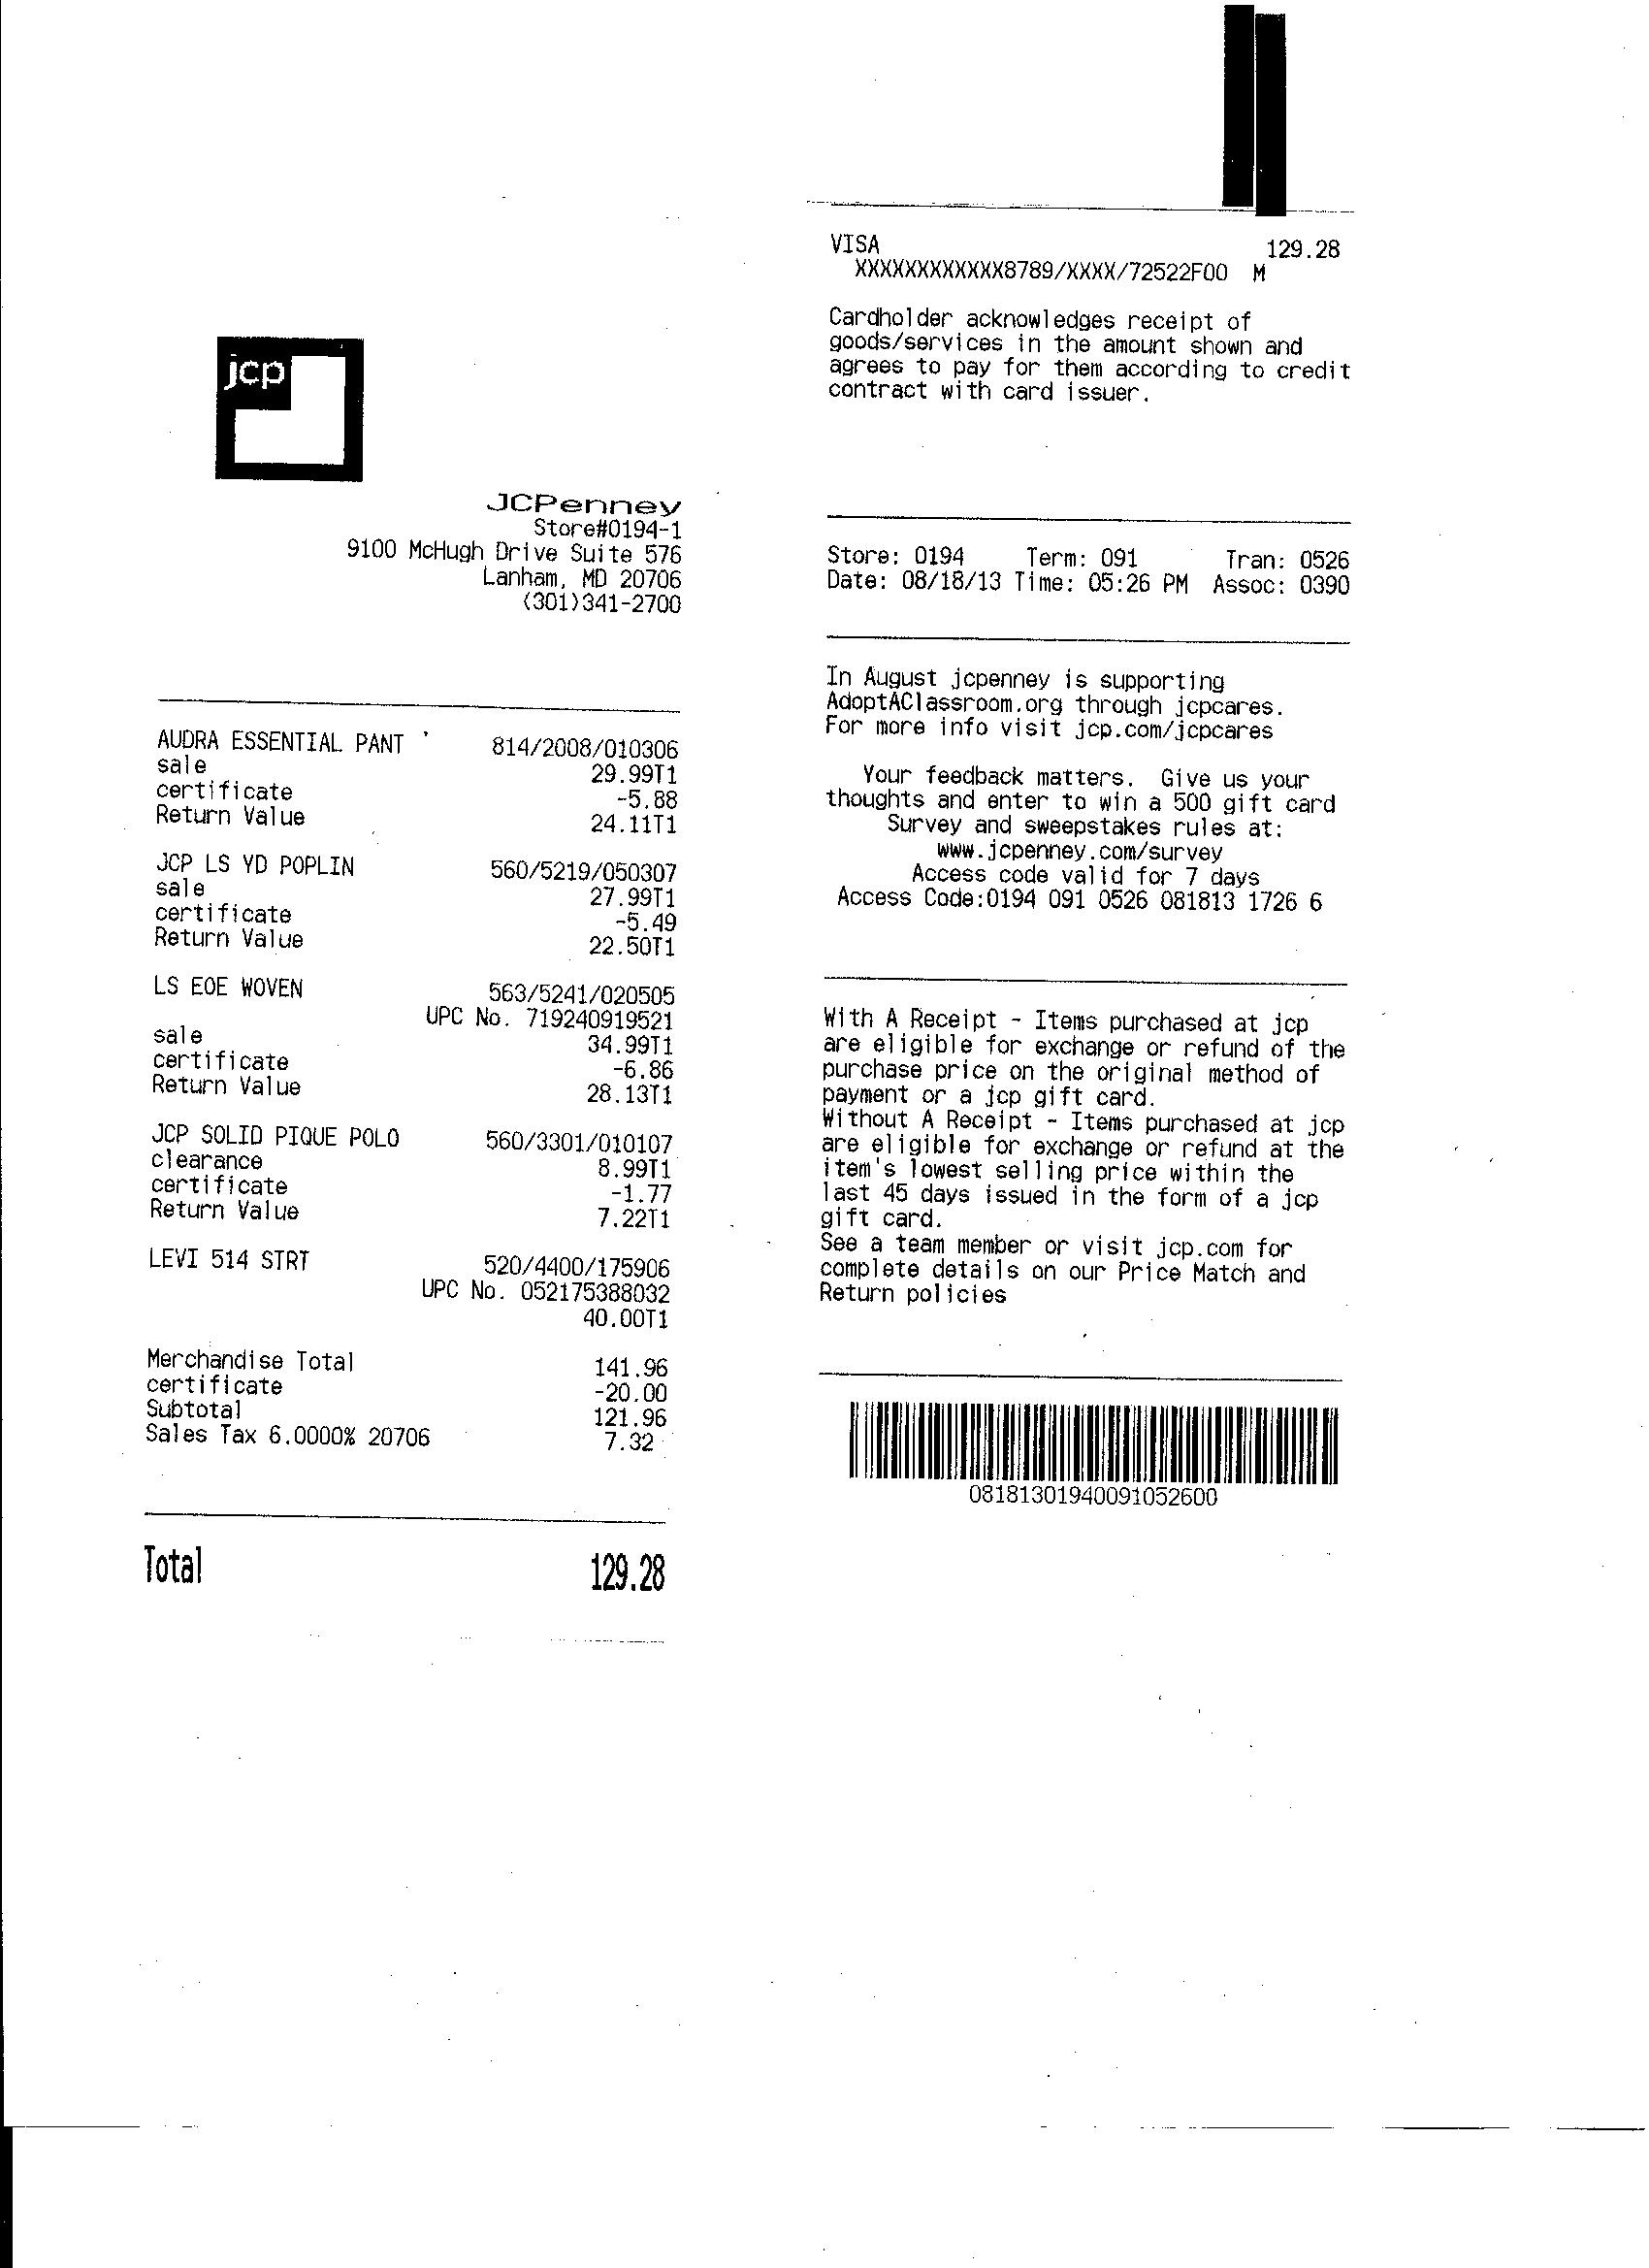 jcp
JCPenney
Store#0194-1
9100 McHugh Drive Suite 576
Lanham, MD 20706
(301)341-2700
AUDRA ESSENTIAL PANT 814/2008/010306
sale 29.99T1
certificate -5.88
Return Value 24.11T1
JCP LS YD POPLIN 560/5219/050307
sale 27.99T1
certificate -5.49
Return Value 22.50T1
LS EOE WOVEN 563/5241/020505
UPC No. 719240919521
sale 34.99T1
certificate -6.86
Return Value 28.13T1
JCP SOLID PIQUE POLO 560/3301/010107
clearance 8.99T1
certificate -1.77
Return Value 7.22T1
LEVI 514 STRT 520/4400/175906
UPC No. 052175388032
40.00T1
Merchandise Total 141.96
certificate -20.00
Subtotal 121.96
Sales Tax 6.0000% 20706 7.32
Total 129.28
VISA 129.28
XXXXXXXXXXXX8789/XXXX/72522F00 M
Cardholder acknowledges receipt of
goods/services in the amount shown and
agrees to pay for them according to credit
contract with card issuer.
Store: 0194 Term: 091 Tran: 0526
Date: 08/18/13 Time: 05:26 PM Assoc: 0390
In August jcpenney is supporting
AdoptAClassroom.org through jcpcares.
For more info visit jcp.com/jcpcares
Your feedback matters. Give us your
thoughts and enter to win a 500 gift card
Survey and sweepstakes rules at:
www.jcpenney.com/survey
Access code valid for 7 days
Access Code:0194 091 0526 081813 1726 6
With A Receipt - Items purchased at jcp
are eligible for exchange or refund of the
purchase price on the original method of
payment or a jcp gift card.
Without A Receipt - Items purchased at jcp
are eligible for exchange or refund at the
item's lowest selling price within the
last 45 days issued in the form of a jcp
gift card.
See a team member or visit jcp.com for
complete details on our Price Match and
Return policies
08181301940091052600